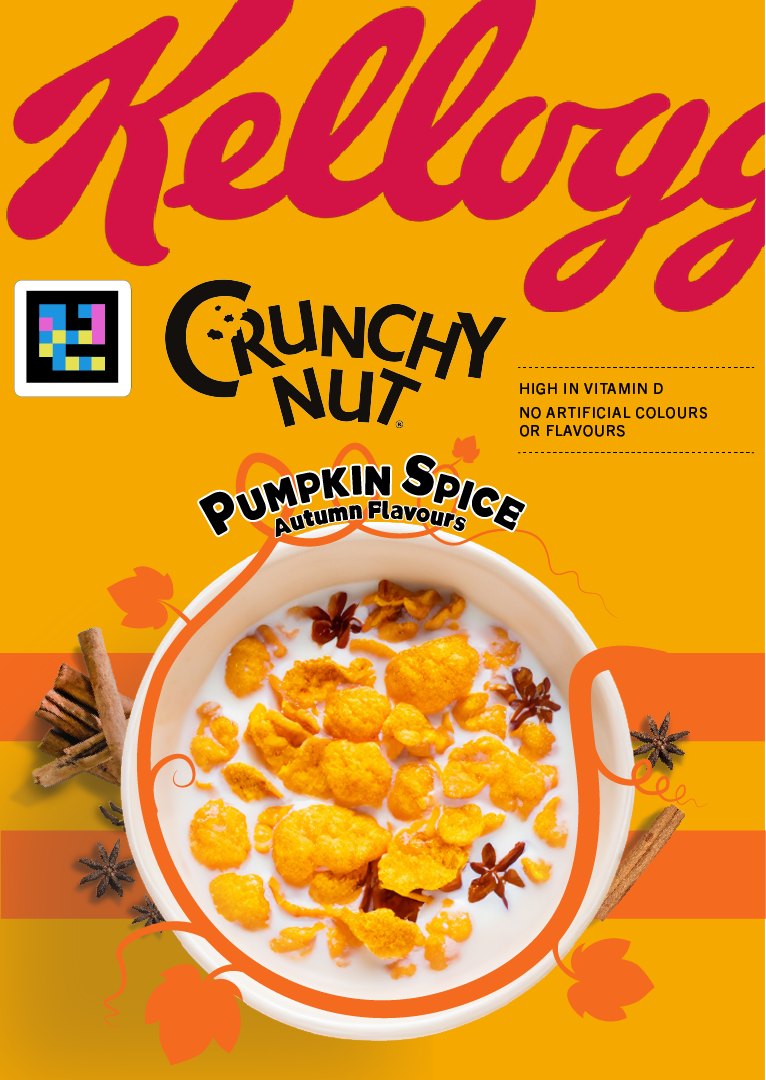 Kellogg
CRUNCHY
NUT®
HIGH IN VITAMIN D
NO ARTIFICIAL COLOURS
OR FLAVOURS
PUMPKIN SPICE
Autumn Flavours